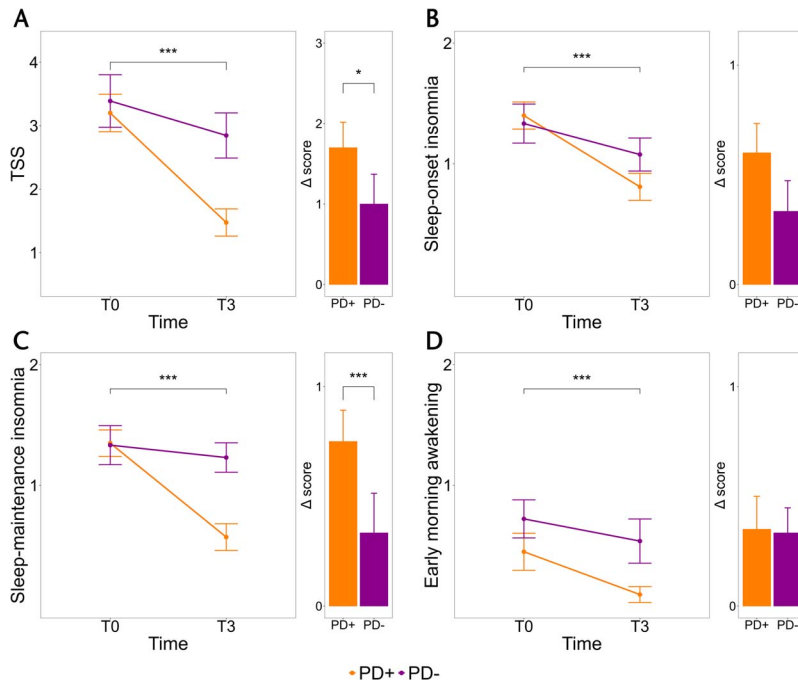 A
TSS
4
3
2
1
***
T0
T3
Time
Δ score
3
2
1
0
*
PD+
PD-
B
Sleep-onset insomnia
2
1
***
T0
T3
Time
Δ score
1
0
PD+
PD-
C
Sleep-maintenance insomnia
2
1
***
T0
T3
Time
Δ score
1
0
***
PD+
PD-
D
Early morning awakening
2
1
***
T0
T3
Time
Δ score
1
0
PD+
PD-
PD+ PD-